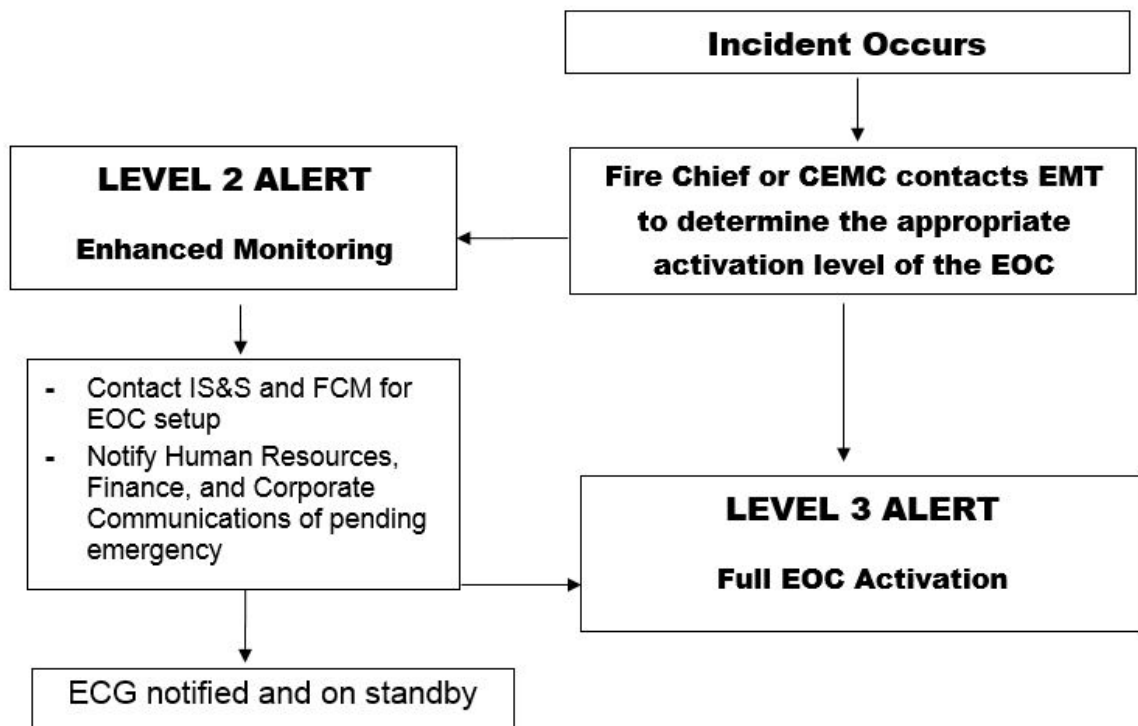 Incident Occurs
Fire Chief or CEMC contacts EMT
to determine the appropriate
activation level of the EOC
LEVEL 2 ALERT
Enhanced Monitoring
- Contact IS&S and FCM for
EOC setup
- Notify Human Resources,
Finance, and Corporate
Communications of pending
emergency
LEVEL 3 ALERT
Full EOC Activation
ECG notified and on standby